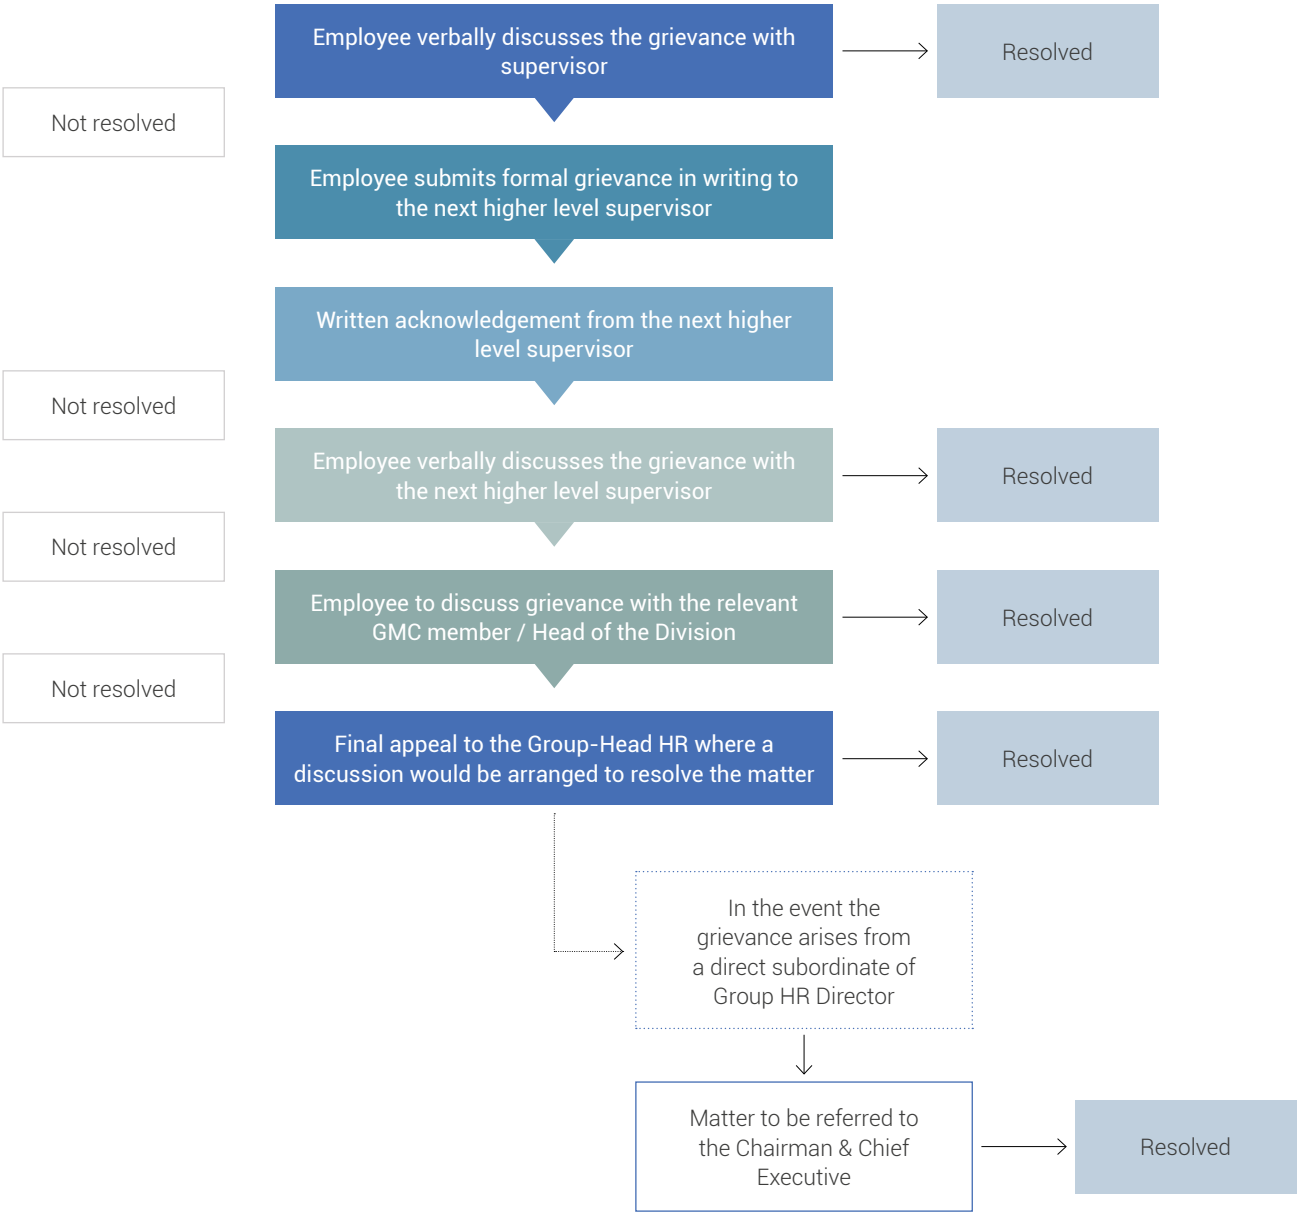 Employee verbally discusses the grievance with
supervisor
Resolved
Not resolved
Employee submits formal grievance in writing to
the next higher level supervisor
Written acknowledgement from the next higher
level supervisor
Not resolved
Employee verbally discusses the grievance with
the next higher level supervisor
Resolved
Not resolved
Employee to discuss grievance with the relevant
GMC member / Head of the Division
Resolved
Not resolved
Final appeal to the Group-Head HR where a
discussion would be arranged to resolve the matter
Resolved
In the event the
grievance arises from
a direct subordinate of
Group HR Director
Matter to be referred to
the Chairman & Chief
Executive
Resolved